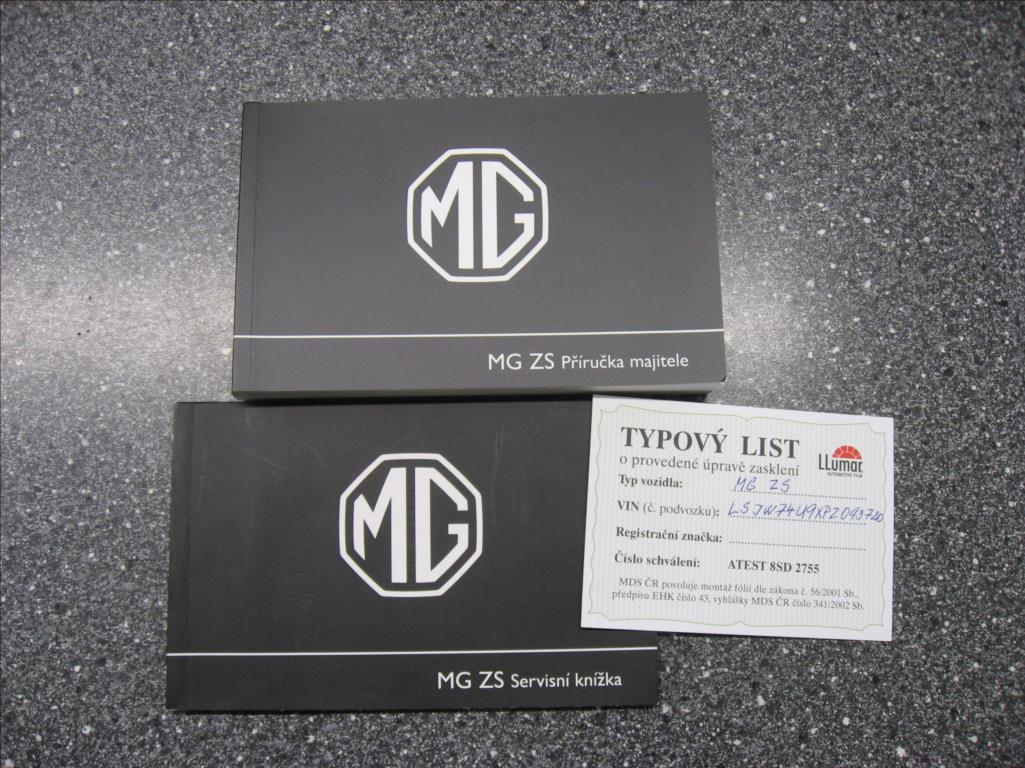 MG
MG ZS Příručka majitele
MG
MG ZS Servisní knížka
TYPOVÝ LIST
o provedené úpravě zasklení
LLumar
AUTOMOTIVE FILM
Typ vozidla: MG ZS
VIN (č. podvozku): LSJW74U9XPZ093720
Registrační značka:
Číslo schválení: ATEST 8SD 2755
MDS ČR povoluje montáž fólií dle zákona č. 56/2001 Sb.,
předpisu EHK číslo 43, vyhlášky MDS ČR číslo 341/2002 Sb.